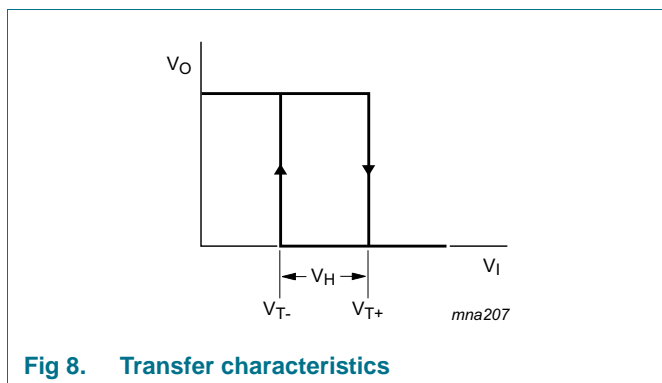 VO
VH
VI
VT-
VT+
mna207
Fig 8. Transfer characteristics